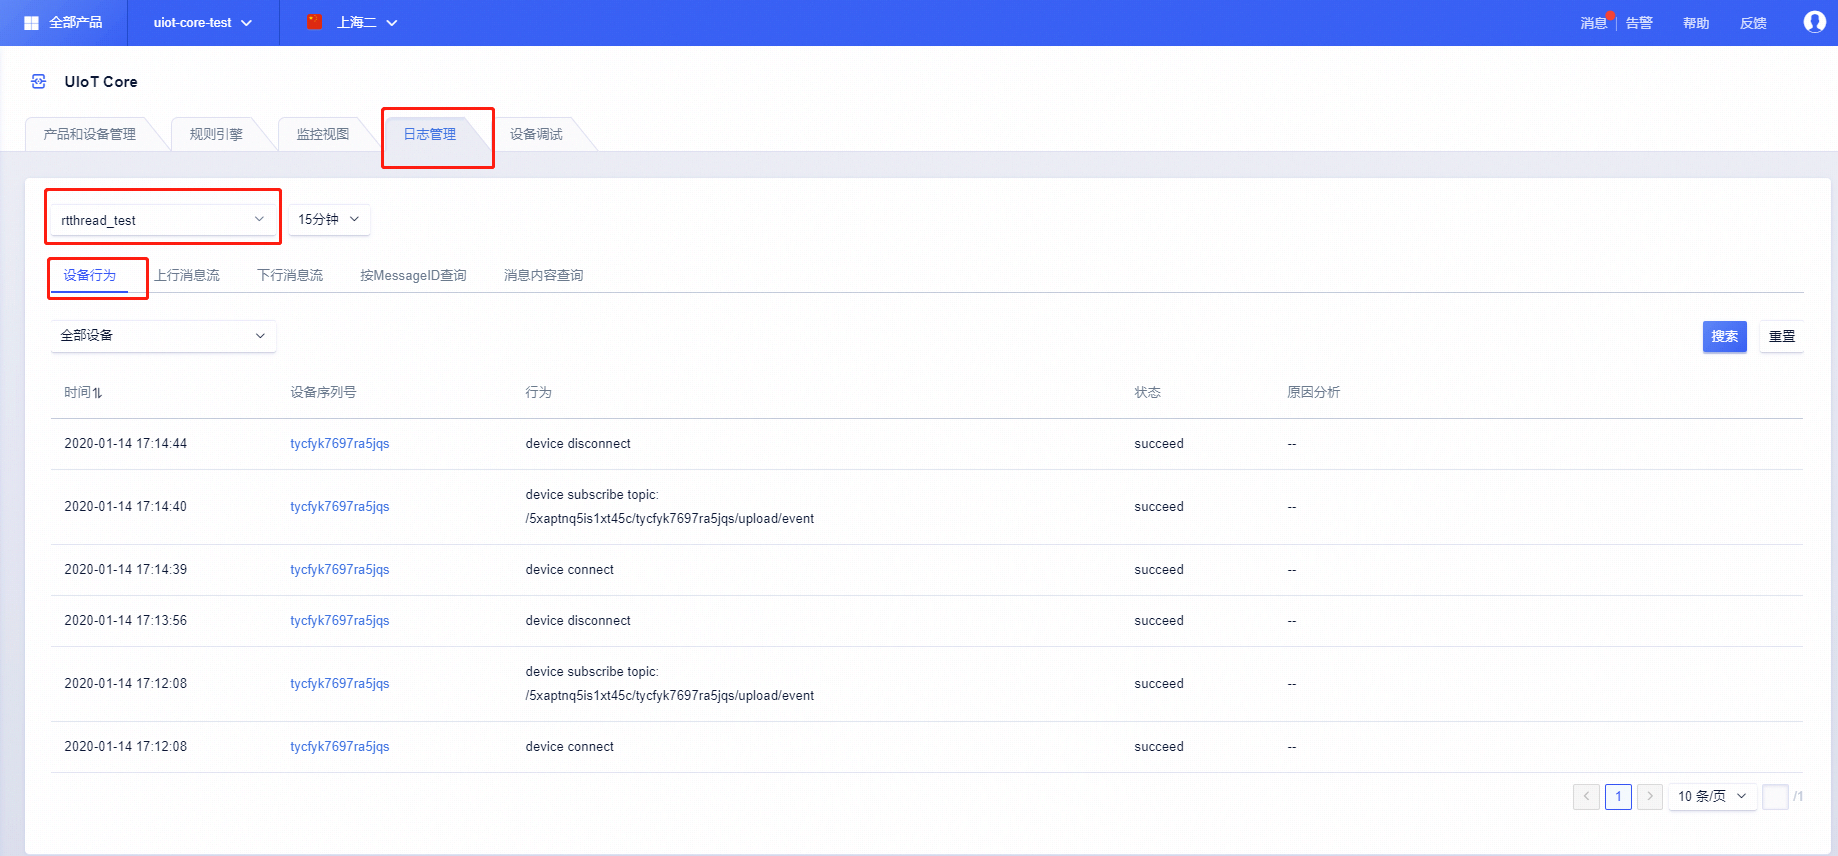 全部产品 uiot-core-test 上海二 消息 告警 帮助 反馈
UIoT Core
产品和设备管理 规则引擎 监控视图 日志管理 设备调试
rtthread_test 15分钟
设备行为 上行消息流 下行消息流 按MessageID查询 消息内容查询
全部设备 搜索 重置
时间 设备序列号 行为 状态 原因分析
2020-01-14 17:14:44 tycfyk7697ra5jqs device disconnect succeed --
2020-01-14 17:14:40 tycfyk7697ra5jqs device subscribe topic: succeed --
/5xaptnq5is1xt45c/tycfyk7697ra5jqs/upload/event
2020-01-14 17:14:39 tycfyk7697ra5jqs device connect succeed --
2020-01-14 17:13:56 tycfyk7697ra5jqs device disconnect succeed --
2020-01-14 17:12:08 tycfyk7697ra5jqs device subscribe topic: succeed --
/5xaptnq5is1xt45c/tycfyk7697ra5jqs/upload/event
2020-01-14 17:12:08 tycfyk7697ra5jqs device connect succeed --
1 10 条/页 /1